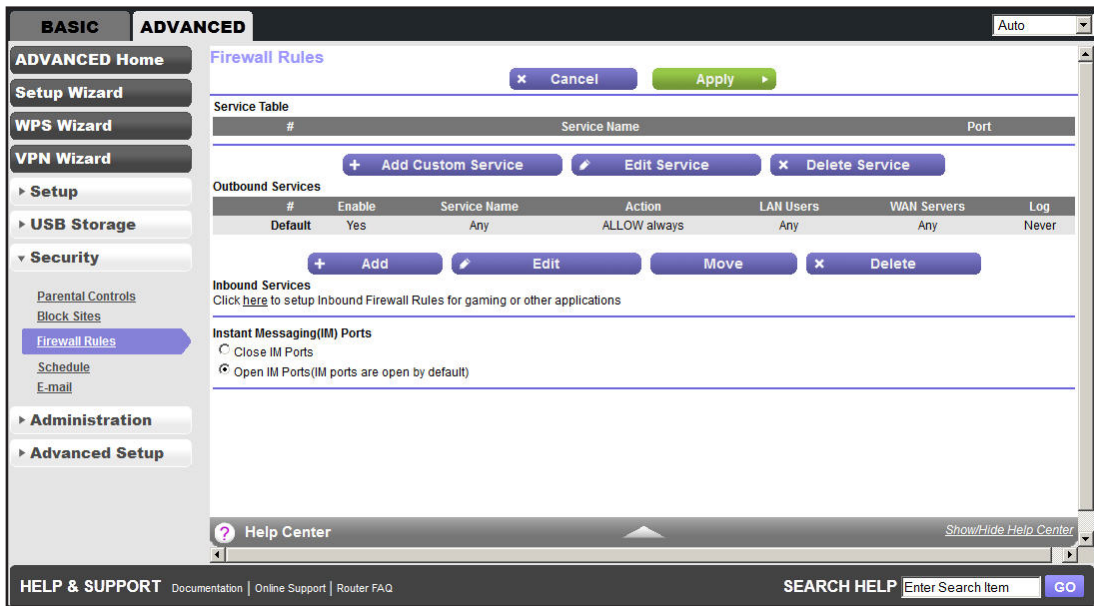 BASIC ADVANCED Auto
ADVANCED Home
Setup Wizard
WPS Wizard
VPN Wizard
Setup
USB Storage
Security
Parental Controls
Block Sites
Firewall Rules
Schedule
E-mail
Administration
Advanced Setup
Firewall Rules
Cancel Apply
Service Table
# Service Name Port
Add Custom Service Edit Service Delete Service
Outbound Services
# Enable Service Name Action LAN Users WAN Servers Log
Default Yes Any ALLOW always Any Any Never
Add Edit Move Delete
Inbound Services
Click here to setup Inbound Firewall Rules for gaming or other applications
Instant Messaging(IM) Ports
Close IM Ports
Open IM Ports(IM ports are open by default)
? Help Center Show/Hide Help Center
HELP & SUPPORT Documentation | Online Support | Router FAQ SEARCH HELP Enter Search Item GO